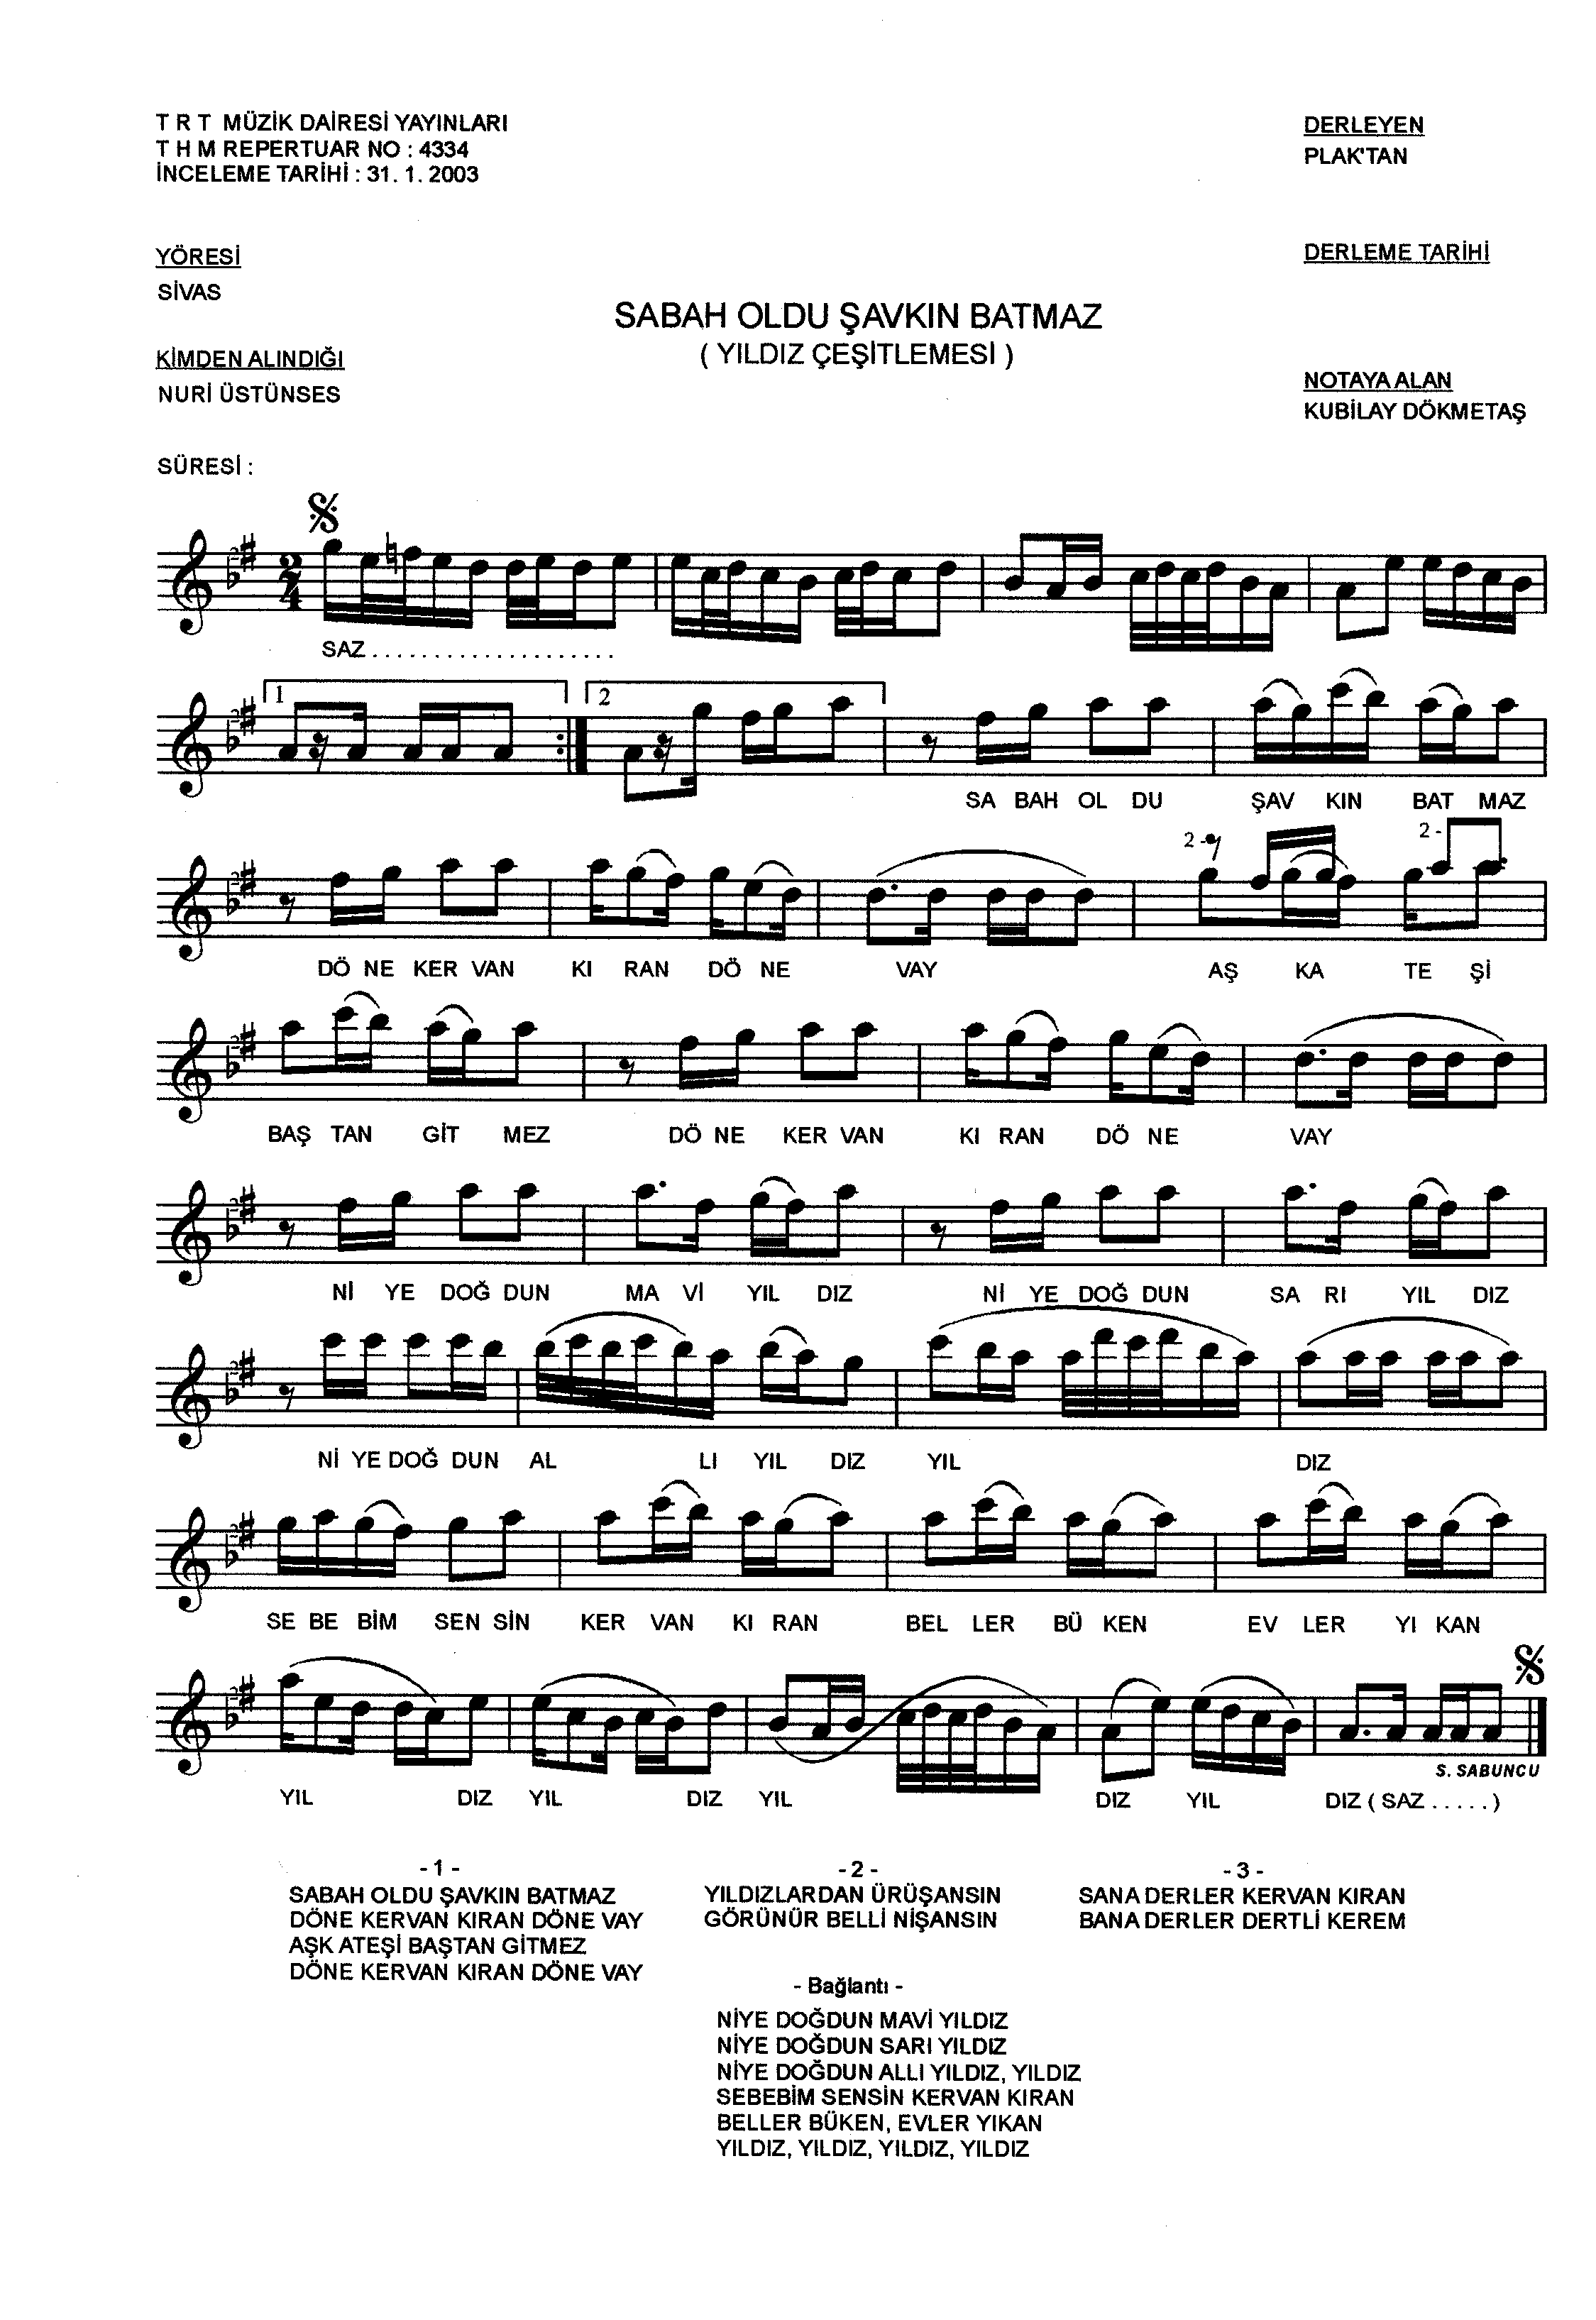 T R T MÜZİK DAİRESİ YAYINLARI
T H M REPERTUAR NO : 4334
İNCELEME TARİHİ : 31. 1. 2003
DERLEYEN
PLAK'TAN
YÖRESİ
SİVAS
DERLEME TARİHİ
SABAH OLDU ŞAVKIN BATMAZ
( YILDIZ ÇEŞİTLEMESİ )
KİMDEN ALINDIĞI
NURİ ÜSTÜNSES
NOTAYA ALAN
KUBİLAY DÖKMETAŞ
SÜRESİ :
2
4
SAZ . . . . . . . . . . . . . . . . . . . .
1 2
SA BAH OL DU ŞAV KIN BAT MAZ
2 - 2 -
DÖ NE KER VAN KI RAN DÖ NE VAY AŞ KA TE Şİ
BAŞ TAN GİT MEZ DÖ NE KER VAN KI RAN DÖ NE VAY
Nİ YE DOĞ DUN MA Vİ YIL DIZ Nİ YE DOĞ DUN SA RI YIL DIZ
Nİ YE DOĞ DUN AL LI YIL DIZ YIL DIZ
SE BE BİM SEN SİN KER VAN KI RAN BEL LER BÜ KEN EV LER YI KAN
S. SABUNCU
YIL DIZ YIL DIZ YIL DIZ YIL DIZ ( SAZ . . . . . )
- 1 -
SABAH OLDU ŞAVKIN BATMAZ
DÖNE KERVAN KIRAN DÖNE VAY
AŞK ATEŞİ BAŞTAN GİTMEZ
DÖNE KERVAN KIRAN DÖNE VAY
- 2 -
YILDIZLARDAN ÜRÜŞANSIN
GÖRÜNÜR BELLİ NİŞANSIN
- 3 -
SANA DERLER KERVAN KIRAN
BANA DERLER DERTLİ KEREM
- Bağlantı -
NİYE DOĞDUN MAVİ YILDIZ
NİYE DOĞDUN SARI YILDIZ
NİYE DOĞDUN ALLI YILDIZ, YILDIZ
SEBEBİM SENSİN KERVAN KIRAN
BELLER BÜKEN, EVLER YIKAN
YILDIZ, YILDIZ, YILDIZ, YILDIZ